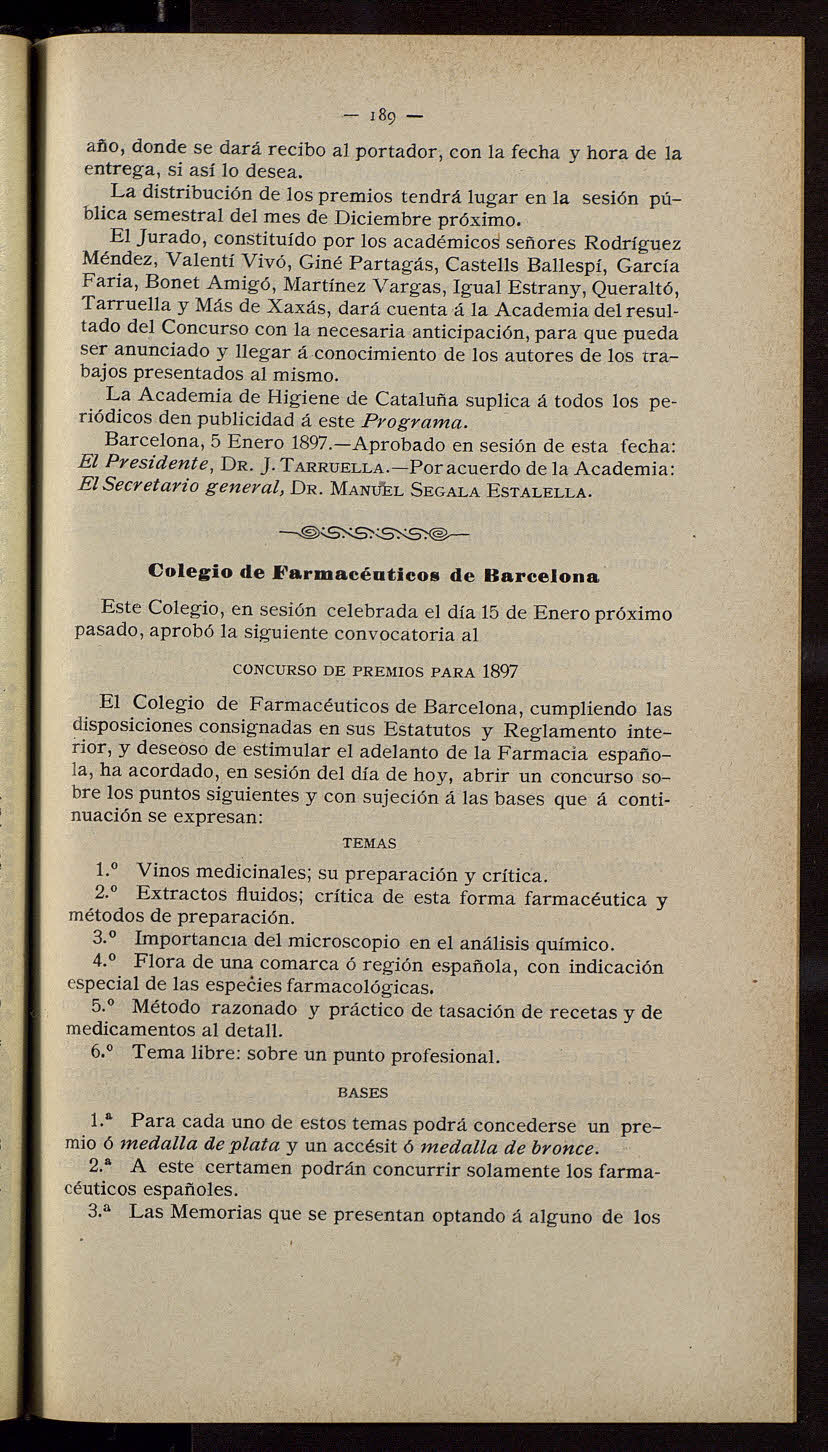 — 189 —
año, donde se dará recibo al portador, con la fecha y hora de la
entrega, si así lo desea.
La distribución de los premios tendrá lugar en la sesión pú-
blica semestral del mes de Diciembre próximo.
El Jurado, constituído por los académicos señores Rodríguez
Méndez, Valentí Vivó, Giné Partagás, Castells Ballespí, García
Faria, Bonet Amigó, Martínez Vargas, Igual Estrany, Queraltó,
Tarruella y Más de Xaxás, dará cuenta á la Academia del resul-
tado del Concurso con la necesaria anticipación, para que pueda
ser anunciado y llegar á conocimiento de los autores de los tra-
bajos presentados al mismo.
La Academia de Higiene de Cataluña suplica á todos los pe-
riódicos den publicidad á este Programa.
Barcelona, 5 Enero 1897.—Aprobado en sesión de esta fecha:
El Presidente, DR. J. TARRUELLA.—Por acuerdo de la Academia:
El Secretario general, DR. MANUEL SEGALA ESTALELLA.
Colegio de Farmacéuticos de Barcelona
Este Colegio, en sesión celebrada el día 15 de Enero próximo
pasado, aprobó la siguiente convocatoria al
CONCURSO DE PREMIOS PARA 1897
El Colegio de Farmacéuticos de Barcelona, cumpliendo las
disposiciones consignadas en sus Estatutos y Reglamento inte-
rior, y deseoso de estimular el adelanto de la Farmacia españo-
la, ha acordado, en sesión del día de hoy, abrir un concurso so-
bre los puntos siguientes y con sujeción á las bases que á conti-
nuación se expresan:
TEMAS
1.º Vinos medicinales; su preparación y crítica.
2.º Extractos fluidos; crítica de esta forma farmacéutica y
métodos de preparación.
3.º Importancia del microscopio en el análisis químico.
4.º Flora de una comarca ó región española, con indicación
especial de las especies farmacológicas.
5.º Método razonado y práctico de tasación de recetas y de
medicamentos al detall.
6.º Tema libre: sobre un punto profesional.
BASES
1.ª Para cada uno de estos temas podrá concederse un pre-
mio ó medalla de plata y un accésit ó medalla de bronce.
2.ª A este certamen podrán concurrir solamente los farma-
céuticos españoles.
3.ª Las Memorias que se presentan optando á alguno de los